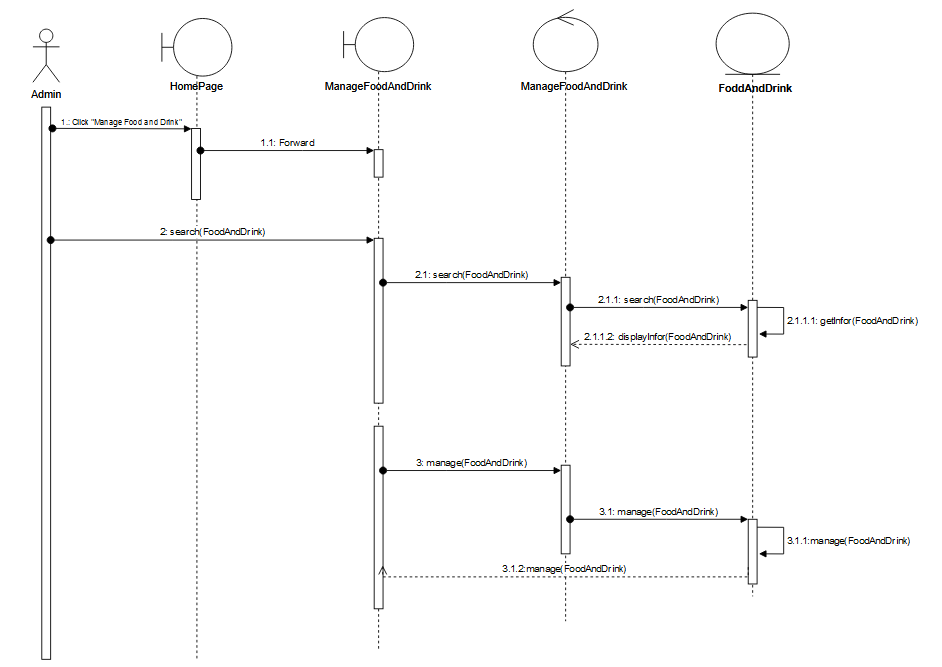 Admin
HomePage
ManageFoodAndDrink
ManageFoodAndDrink
FoddAndDrink
1.: Click "Manage Food and Drink"
1.1: Forward
2: search(FoodAndDrink)
2.1: search(FoodAndDrink)
2.1.1: search(FoodAndDrink)
2.1.1.1: getInfor(FoodAndDrink)
2.1.1.2: displayInfor(FoodAndDrink)
3: manage(FoodAndDrink)
3.1: manage(FoodAndDrink)
3.1.1:manage(FoodAndDrink)
3.1.2:manage(FoodAndDrink)